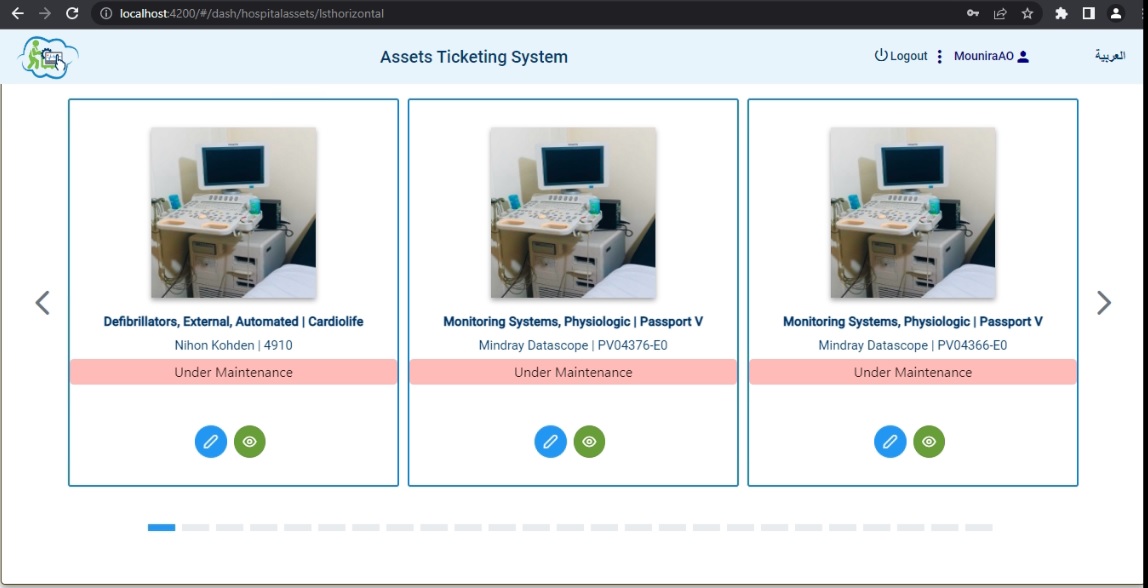 localhost:4200/#/dash/hospitalassets/lsthorizontal
Assets Ticketing System
Logout
MouniraAO
العربية
Defibrillators, External, Automated | Cardiolife
Nihon Kohden | 4910
Under Maintenance
Monitoring Systems, Physiologic | Passport V
Mindray Datascope | PV04376-E0
Under Maintenance
Monitoring Systems, Physiologic | Passport V
Mindray Datascope | PV04366-E0
Under Maintenance